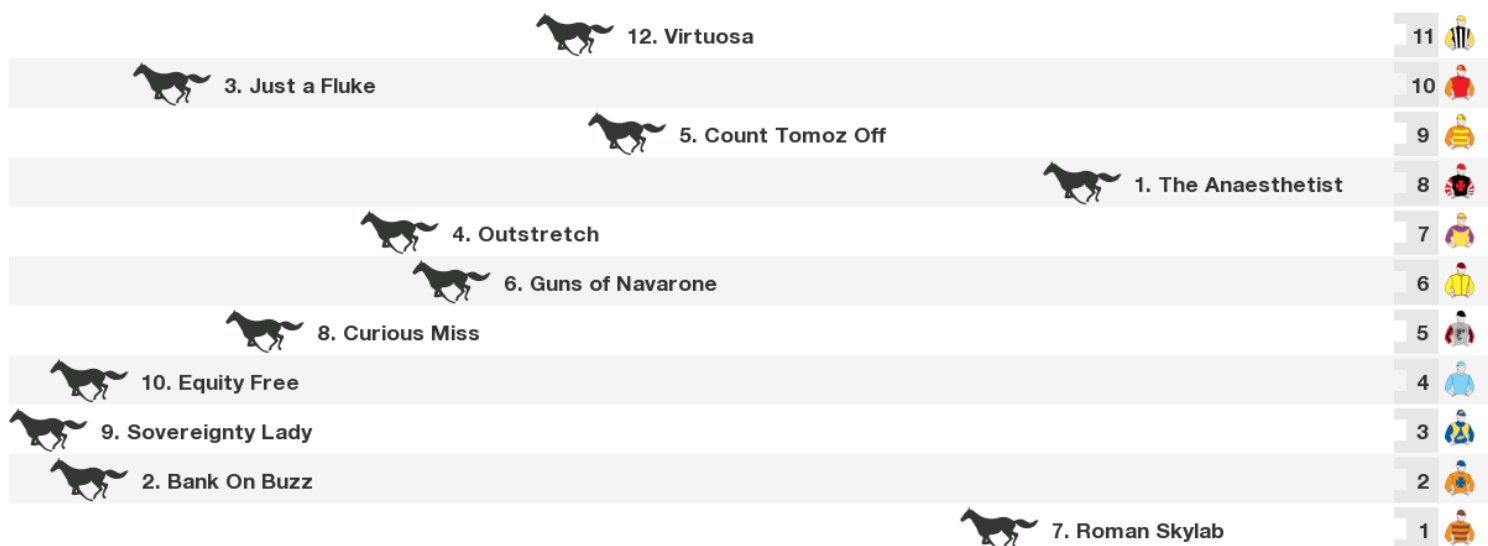 12. Virtuosa 11
3. Just a Fluke 10
5. Count Tomoz Off 9
1. The Anaesthetist 8
4. Outstretch 7
6. Guns of Navarone 6
8. Curious Miss 5
10. Equity Free 4
9. Sovereignty Lady 3
2. Bank On Buzz 2
7. Roman Skylab 1